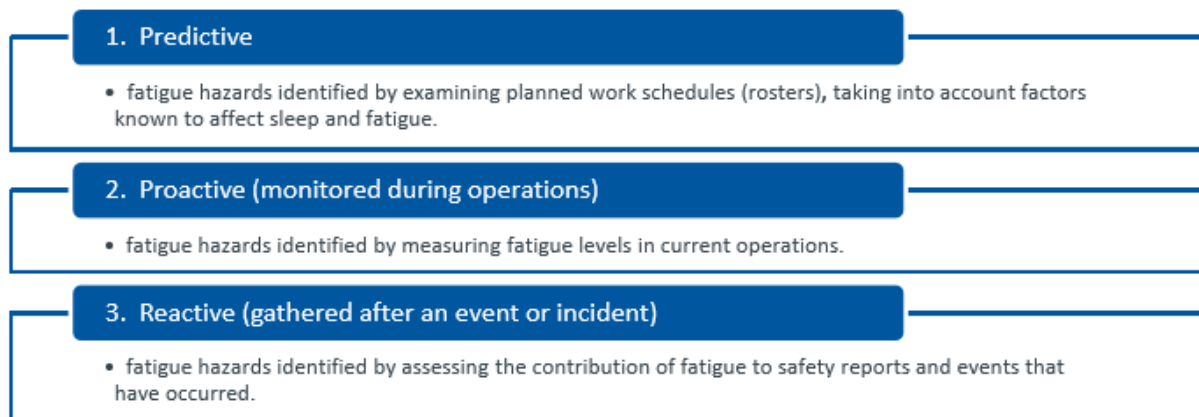 1. Predictive
• fatigue hazards identified by examining planned work schedules (rosters), taking into account factors
known to affect sleep and fatigue.
2. Proactive (monitored during operations)
• fatigue hazards identified by measuring fatigue levels in current operations.
3. Reactive (gathered after an event or incident)
• fatigue hazards identified by assessing the contribution of fatigue to safety reports and events that
have occurred.